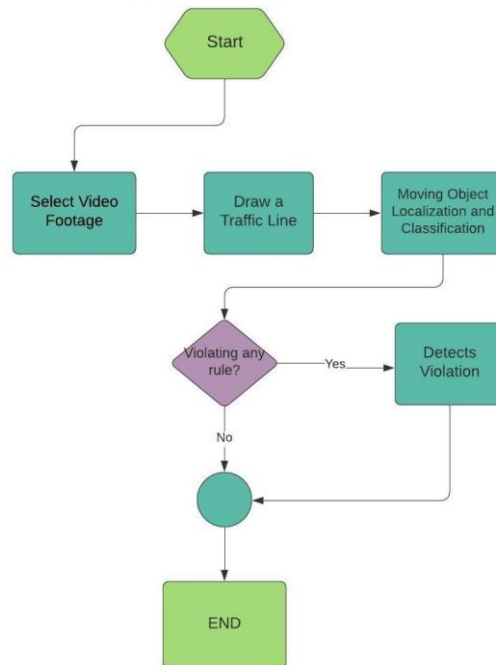 Start
Select Video
Footage
Draw a
Traffic Line
Moving Object
Localization and
Classification
Violating any
rule?
Yes
Detects
Violation
No
END